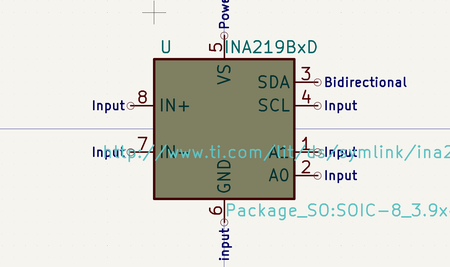 Powe
5
U
INA219BxD
VS
SDA
3
Bidirectional
Input
8
IN+
SCL
4
Input
Input
7
IN-
A1
1
Input
http://www.ti.com/lit/ds/symlink/ina2
A0
2
Input
GND
6
Package_SO:SOIC-8_3.9x
input